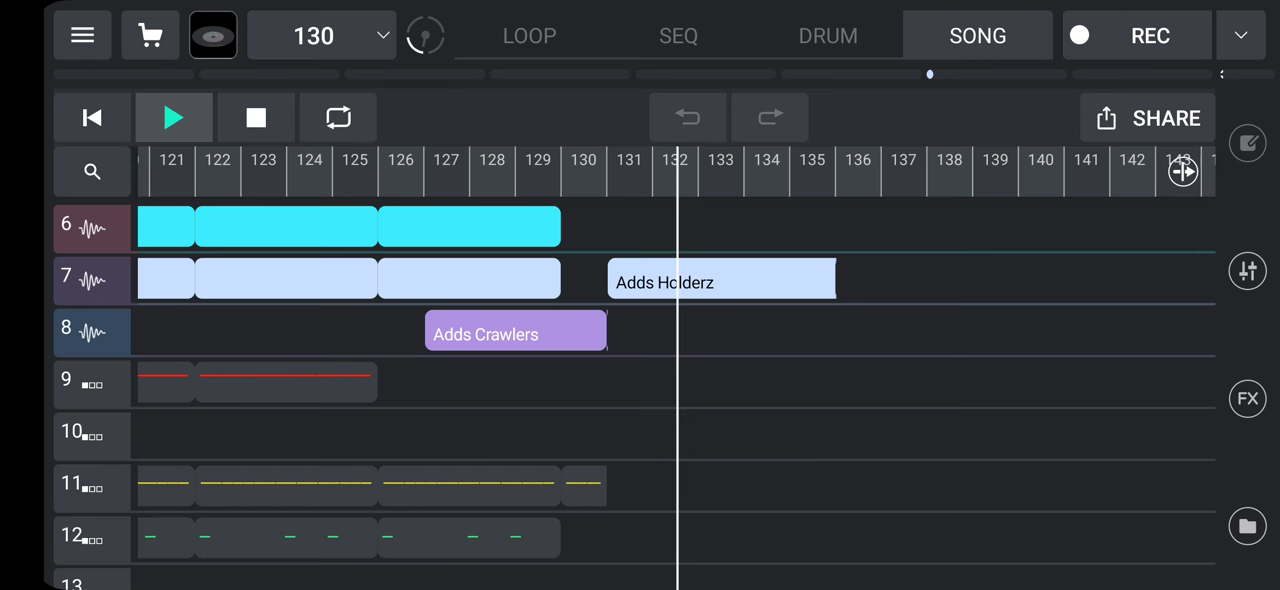 130 LOOP SEQ DRUM SONG REC
SHARE
121 122 123 124 125 126 127 128 129 130 131 132 133 134 135 136 137 138 139 140 141 142 143
6
7 Adds Holderz
8 Adds Crawlers
9
10
11
12
13
FX